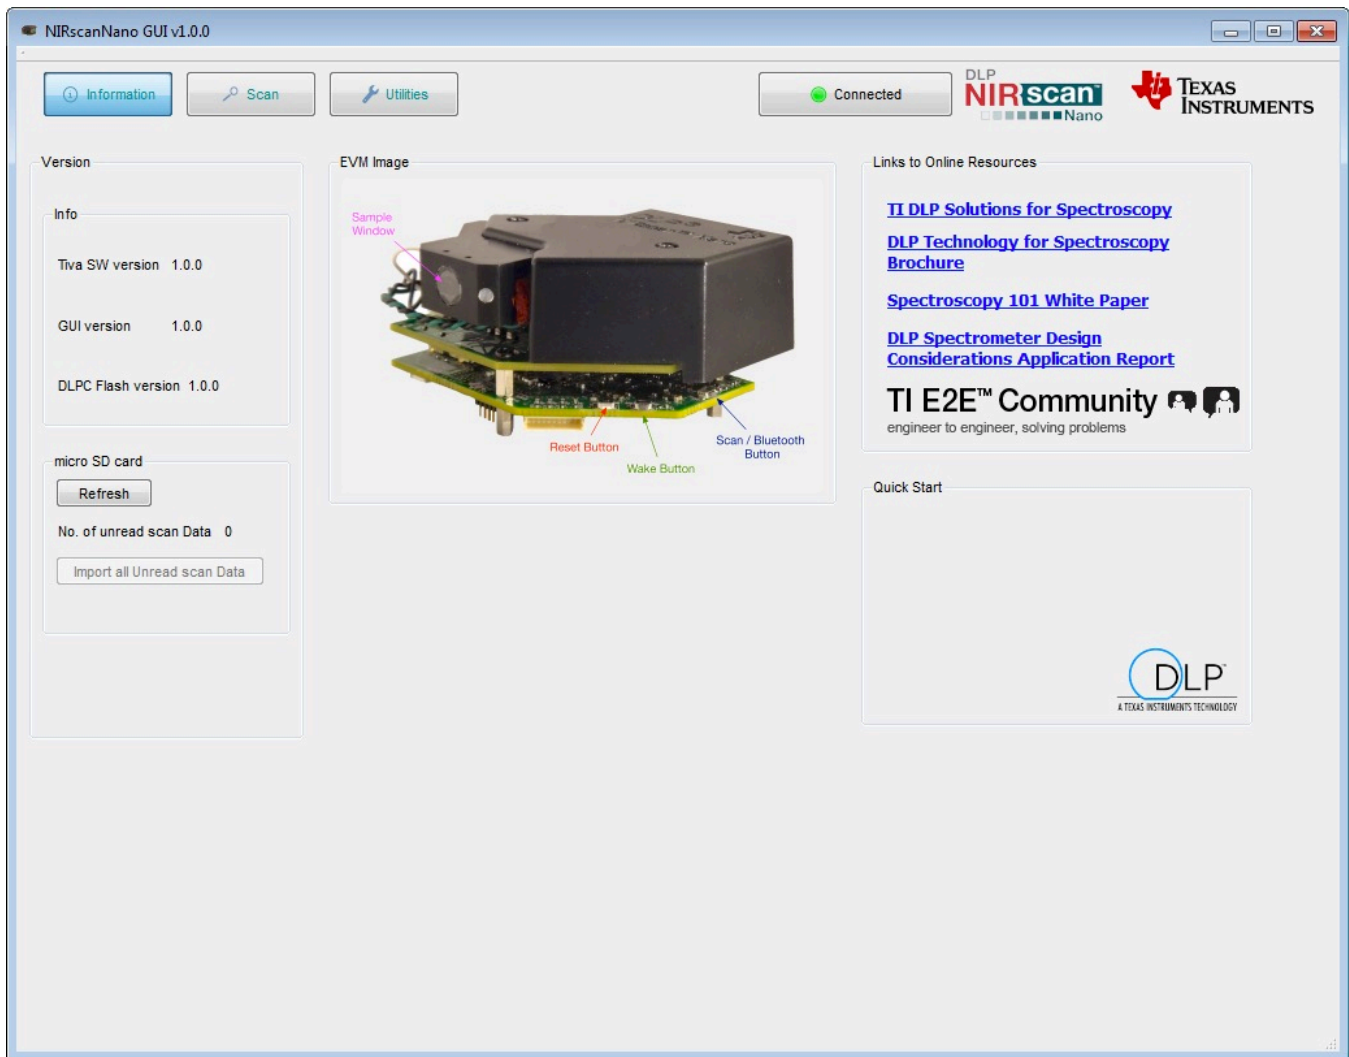 NIRscanNano GUI v1.0.0
Information
Scan
Utilities
Connected
DLP
NIRscan
Nano
TEXAS
INSTRUMENTS
Version
Info
Tiva SW version 1.0.0
GUI version 1.0.0
DLPC Flash version 1.0.0
micro SD card
Refresh
No. of unread scan Data 0
Import all Unread scan Data
EVM Image
Sample
Window
Reset Button
Wake Button
Scan / Bluetooth
Button
Links to Online Resources
TI DLP Solutions for Spectroscopy
DLP Technology for Spectroscopy
Brochure
Spectroscopy 101 White Paper
DLP Spectrometer Design
Considerations Application Report
TI E2E™ Community
engineer to engineer, solving problems
Quick Start
DLP™
A TEXAS INSTRUMENTS TECHNOLOGY